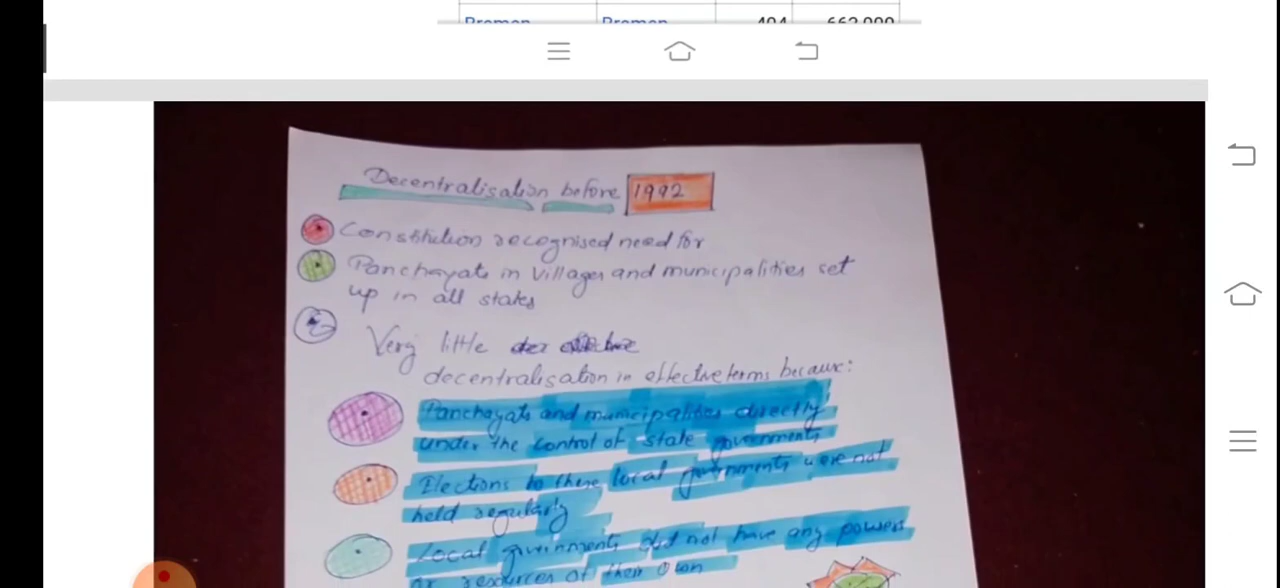 Decentralisation before 1992
Constitution recognised need for
Panchayats in villages and municipalities set
up in all states
Very little
decentralisation in effective terms because:
Panchayats and municipalities directly
under the control of state governments
Elections to these local governments were not
held regularly
Local governments did not have any powers
or resources of their own